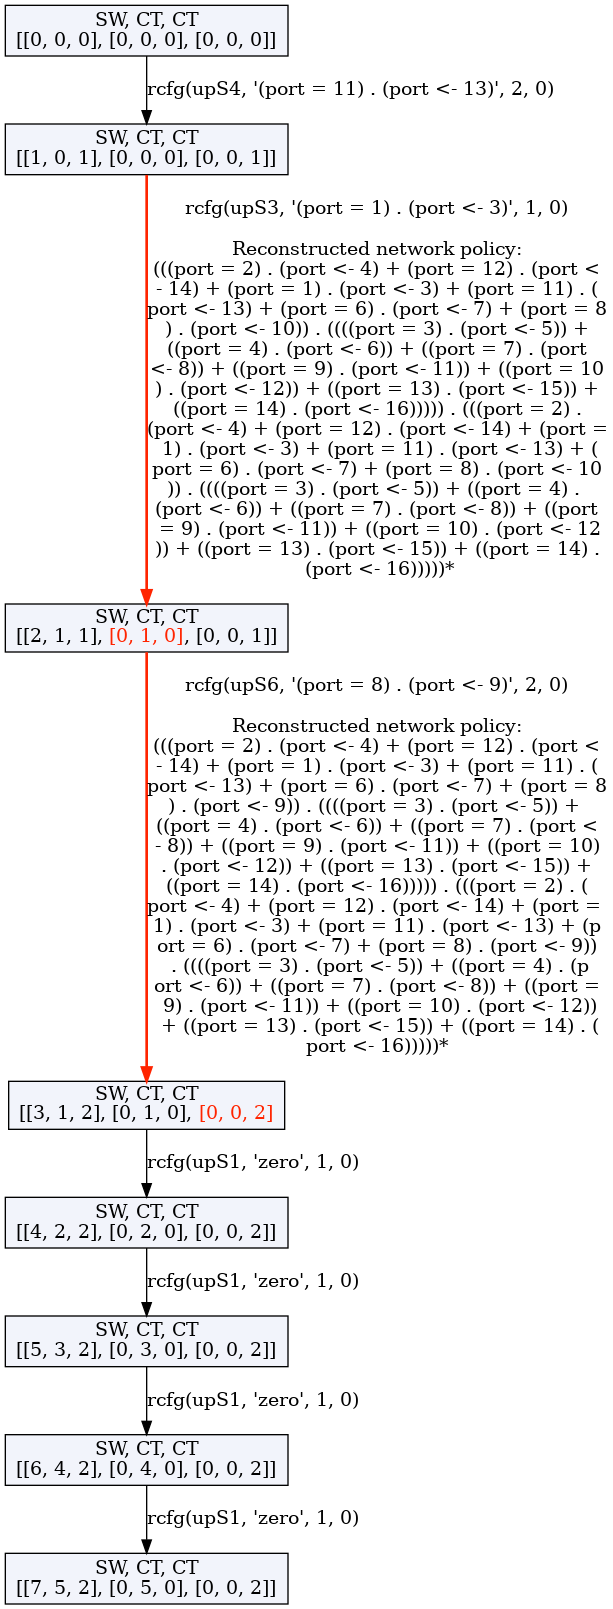 SW, CT, CT
[[0, 0, 0], [0, 0, 0], [0, 0, 0]]
rcfg(upS4, '(port = 11) . (port <- 13)', 2, 0)
SW, CT, CT
[[1, 0, 1], [0, 0, 0], [0, 0, 1]]
rcfg(upS3, '(port = 1) . (port <- 3)', 1, 0)
Reconstructed network policy:
(((port = 2) . (port <- 4) + (port = 12) . (port <
- 14) + (port = 1) . (port <- 3) + (port = 11) . (
port <- 13) + (port = 6) . (port <- 7) + (port = 8
) . (port <- 10)) . ((((port = 3) . (port <- 5)) +
((port = 4) . (port <- 6)) + ((port = 7) . (port
<- 8)) + ((port = 9) . (port <- 11)) + ((port = 10
) . (port <- 12)) + ((port = 13) . (port <- 15)) +
((port = 14) . (port <- 16))))) . (((port = 2) .
(port <- 4) + (port = 12) . (port <- 14) + (port =
1) . (port <- 3) + (port = 11) . (port <- 13) + (
port = 6) . (port <- 7) + (port = 8) . (port <- 10
)) . ((((port = 3) . (port <- 5)) + ((port = 4) .
(port <- 6)) + ((port = 7) . (port <- 8)) + ((port
= 9) . (port <- 11)) + ((port = 10) . (port <- 12
)) + ((port = 13) . (port <- 15)) + ((port = 14) .
(port <- 16)))))*
SW, CT, CT
[[2, 1, 1], [0, 1, 0], [0, 0, 1]]
rcfg(upS6, '(port = 8) . (port <- 9)', 2, 0)
Reconstructed network policy:
(((port = 2) . (port <- 4) + (port = 12) . (port <
- 14) + (port = 1) . (port <- 3) + (port = 11) . (
port <- 13) + (port = 6) . (port <- 7) + (port = 8
) . (port <- 9)) . ((((port = 3) . (port <- 5)) +
((port = 4) . (port <- 6)) + ((port = 7) . (port <
- 8)) + ((port = 9) . (port <- 11)) + ((port = 10)
. (port <- 12)) + ((port = 13) . (port <- 15)) +
((port = 14) . (port <- 16))))) . (((port = 2) . (
port <- 4) + (port = 12) . (port <- 14) + (port =
1) . (port <- 3) + (port = 11) . (port <- 13) + (p
ort = 6) . (port <- 7) + (port = 8) . (port <- 9))
. ((((port = 3) . (port <- 5)) + ((port = 4) . (p
ort <- 6)) + ((port = 7) . (port <- 8)) + ((port =
9) . (port <- 11)) + ((port = 10) . (port <- 12))
+ ((port = 13) . (port <- 15)) + ((port = 14) . (
port <- 16)))))*
SW, CT, CT
[[3, 1, 2], [0, 1, 0], [0, 0, 2]
rcfg(upS1, 'zero', 1, 0)
SW, CT, CT
[[4, 2, 2], [0, 2, 0], [0, 0, 2]]
rcfg(upS1, 'zero', 1, 0)
SW, CT, CT
[[5, 3, 2], [0, 3, 0], [0, 0, 2]]
rcfg(upS1, 'zero', 1, 0)
SW, CT, CT
[[6, 4, 2], [0, 4, 0], [0, 0, 2]]
rcfg(upS1, 'zero', 1, 0)
SW, CT, CT
[[7, 5, 2], [0, 5, 0], [0, 0, 2]]